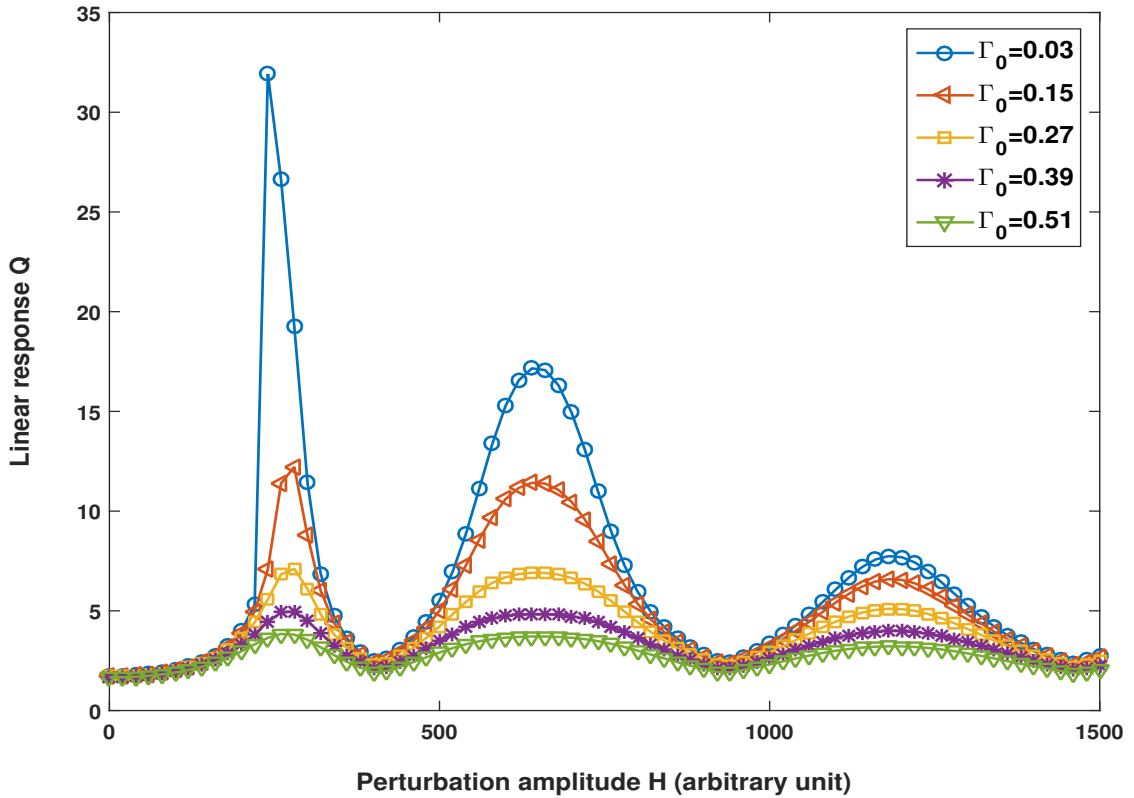 35
30
25
20
15
10
5
0
Linear response Q
Γ0=0.03
Γ0=0.15
Γ0=0.27
Γ0=0.39
Γ0=0.51
0 500 1000 1500
Perturbation amplitude H (arbitrary unit)